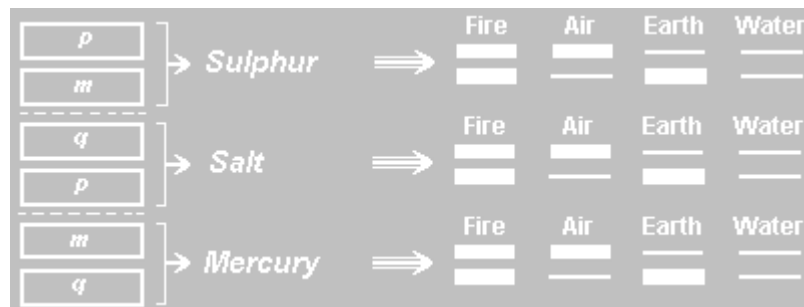 Fire Air Earth Water
p
Sulphur
m
Fire Air Earth Water
q
Salt
p
Fire Air Earth Water
m
Mercury
q